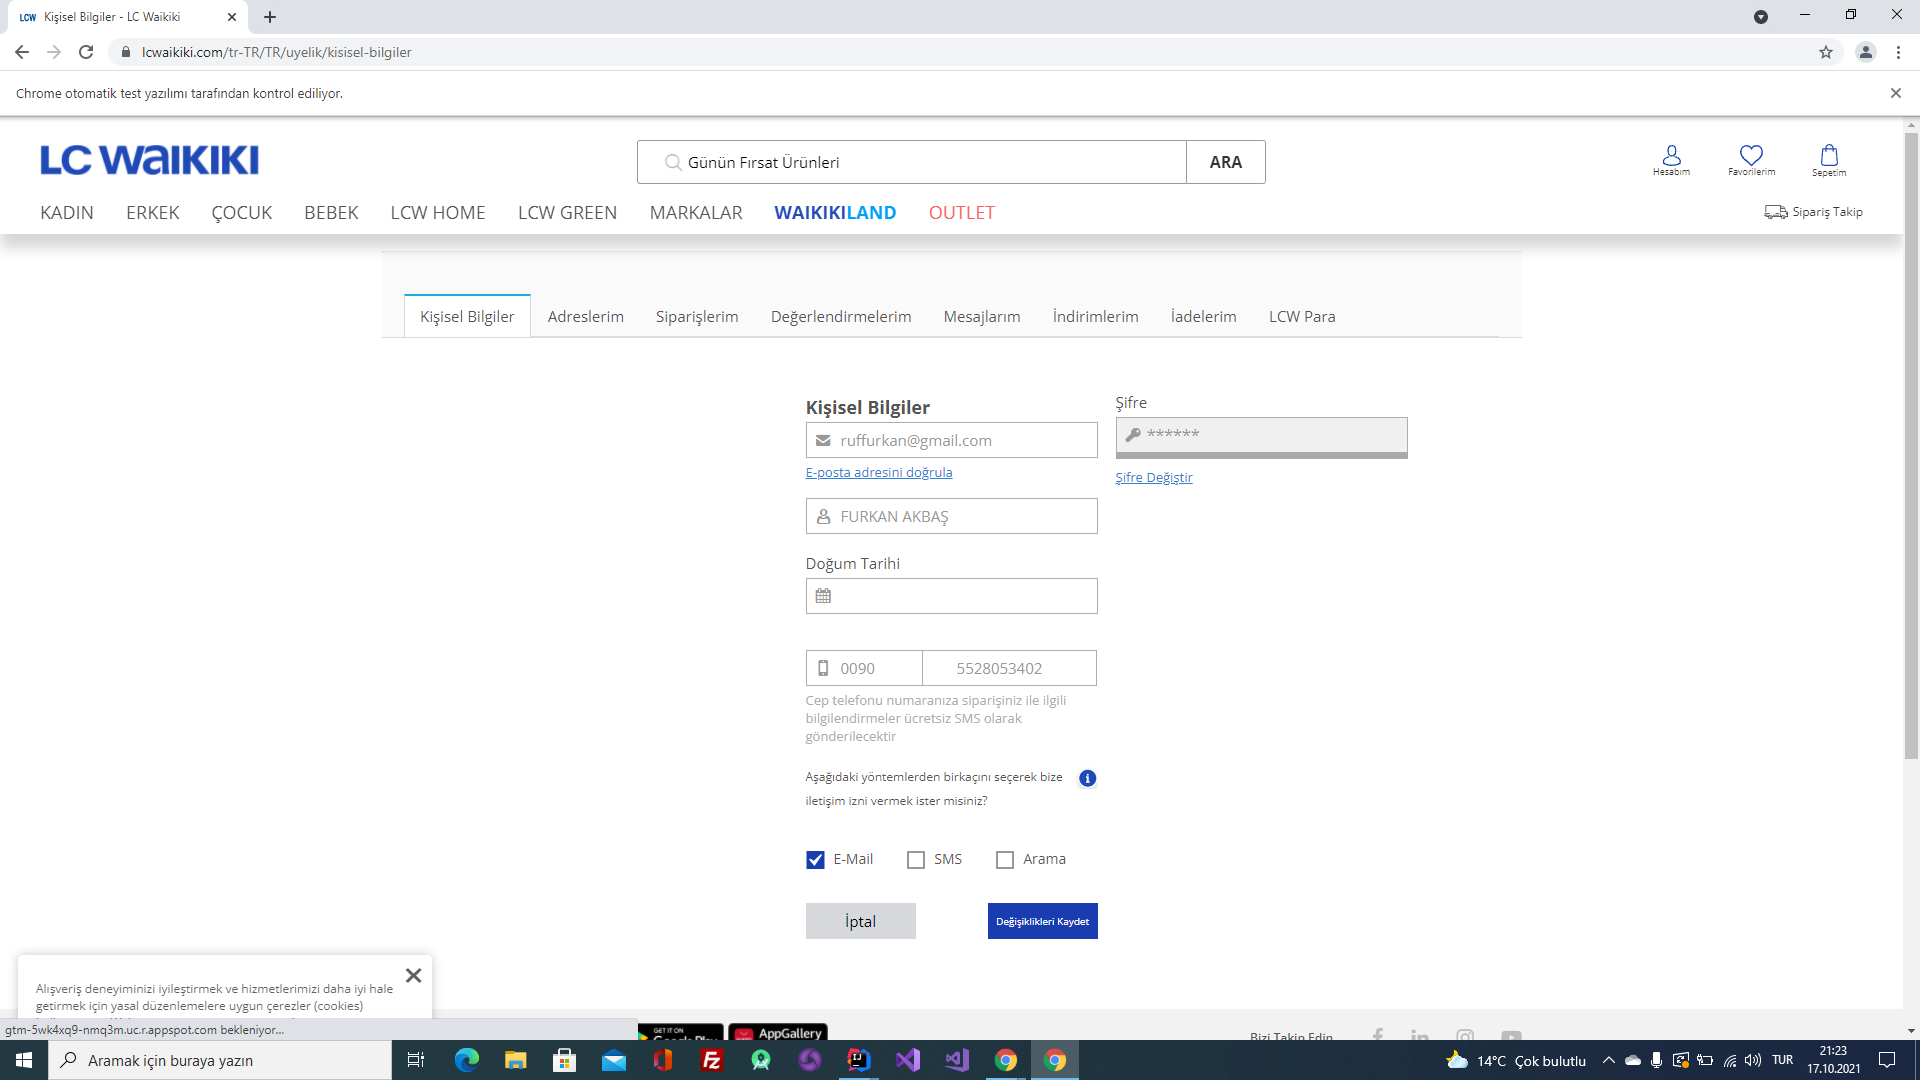 LCW Kişisel Bilgiler - LC Waikiki
lcwaikiki.com/tr-TR/TR/uyelik/kisisel-bilgiler
Chrome otomatik test yazılımı tarafından kontrol ediliyor.
LC WAIKIKI
Günün Fırsat Ürünleri
ARA
Hesabım
Favorilerim
Sepetim
KADIN ERKEK ÇOCUK BEBEK LCW HOME LCW GREEN MARKALAR WAIKIKILAND OUTLET
Sipariş Takip
Kişisel Bilgiler Adreslerim Siparişlerim Değerlendirmelerim Mesajlarım İndirimlerim İadelerim LCW Para
Kişisel Bilgiler
ruffurkan@gmail.com
E-posta adresini doğrula
FURKAN AKBAŞ
Doğum Tarihi
0090 5528053402
Cep telefonu numaranıza siparişiniz ile ilgili
bilgilendirmeler ücretsiz SMS olarak
gönderilecektir
Aşağıdaki yöntemlerden birkaçını seçerek bize
iletişim izni vermek ister misiniz?
E-Mail SMS Arama
İptal
Değişiklikleri Kaydet
Şifre
******
Şifre Değiştir
Alışveriş deneyiminizi iyileştirmek ve hizmetlerimizi daha iyi hale
getirmek için yasal düzenlemelere uygun çerezler (cookies)
gtm-5wk4xq9-nmq3m.uc.r.appspot.com bekleniyor...
GET IT ON
Google Play
AppGallery
Bizi Takip Edin
Aramak için buraya yazın
14°C Çok bulutlu
TUR
21:23
17.10.2021